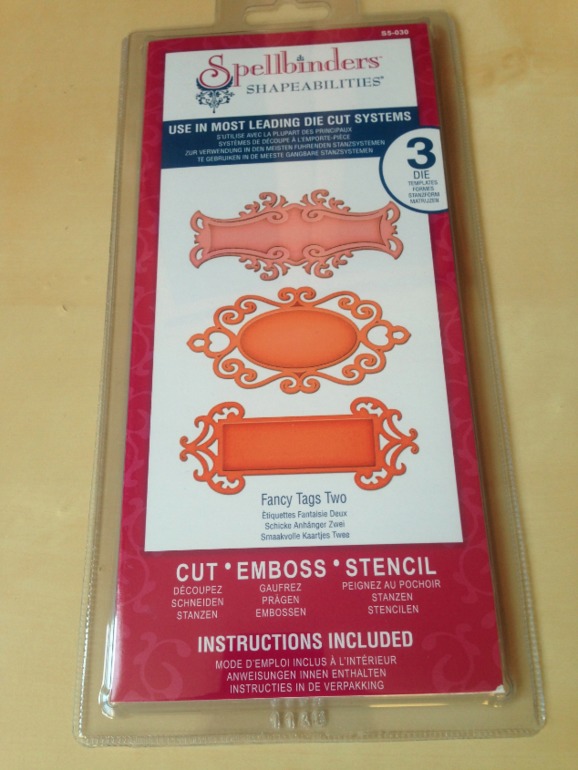 S5-030
Spellbinders™
SHAPEABILITIES®
USE IN MOST LEADING DIE CUT SYSTEMS
S'UTILISE AVEC LA PLUPART DES PRINCIPAUX
SYSTÈMES DE DÉCOUPE À L'EMPORTE-PIÈCE
ZUR VERWENDUNG IN DEN MEISTEN FUHRENDEN STANZSYSTEMEN
TE GEBRUIKEN IN DE MEESTE GANGBARE STANZSYSTEMEN
3
DIE
TEMPLATES
FORMES
STANZFORM
MATRIJZEN
Fancy Tags Two
Étiquettes Fantaisie Deux
Schicke Anhänger Zwei
Smaakvolle Kaartjes Twee
CUT • EMBOSS • STENCIL
DÉCOUPEZ GAUFREZ PEIGNEZ AU POCHOIR
SCHNEIDEN PRÄGEN STANZEN
STANZEN EMBOSSEN STENCILEN
INSTRUCTIONS INCLUDED
MODE D'EMPLOI INCLUS À L'INTÉRIEUR
ANWEISUNGEN INNEN ENTHALTEN
INSTRUCTIES IN DE VERPAKKING